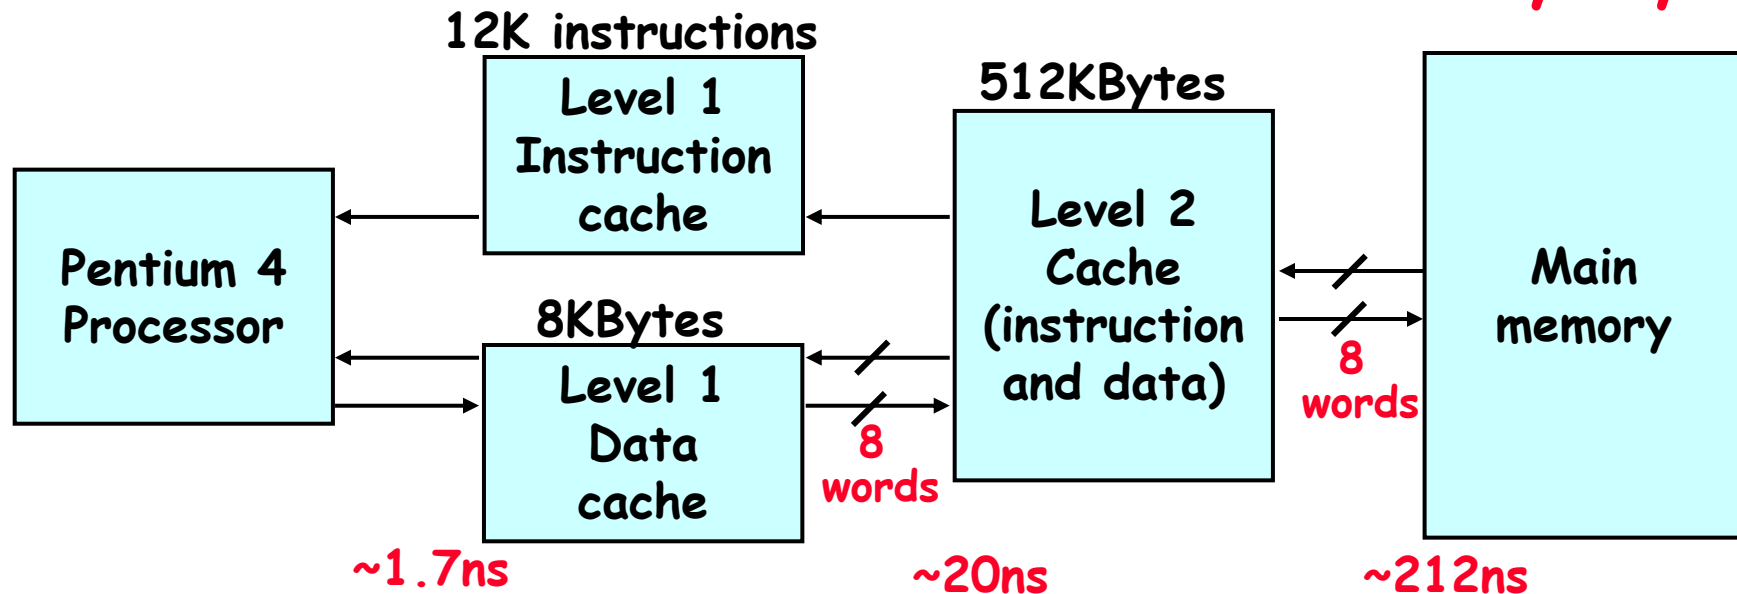 12K instructions
Level 1
Instruction
cache
512KBytes
Level 2
Cache
(instruction
and data)
Main
memory
Pentium 4
Processor
8KBytes
Level 1
Data
cache
8
words
8
words
~1.7ns
~20ns
~212ns